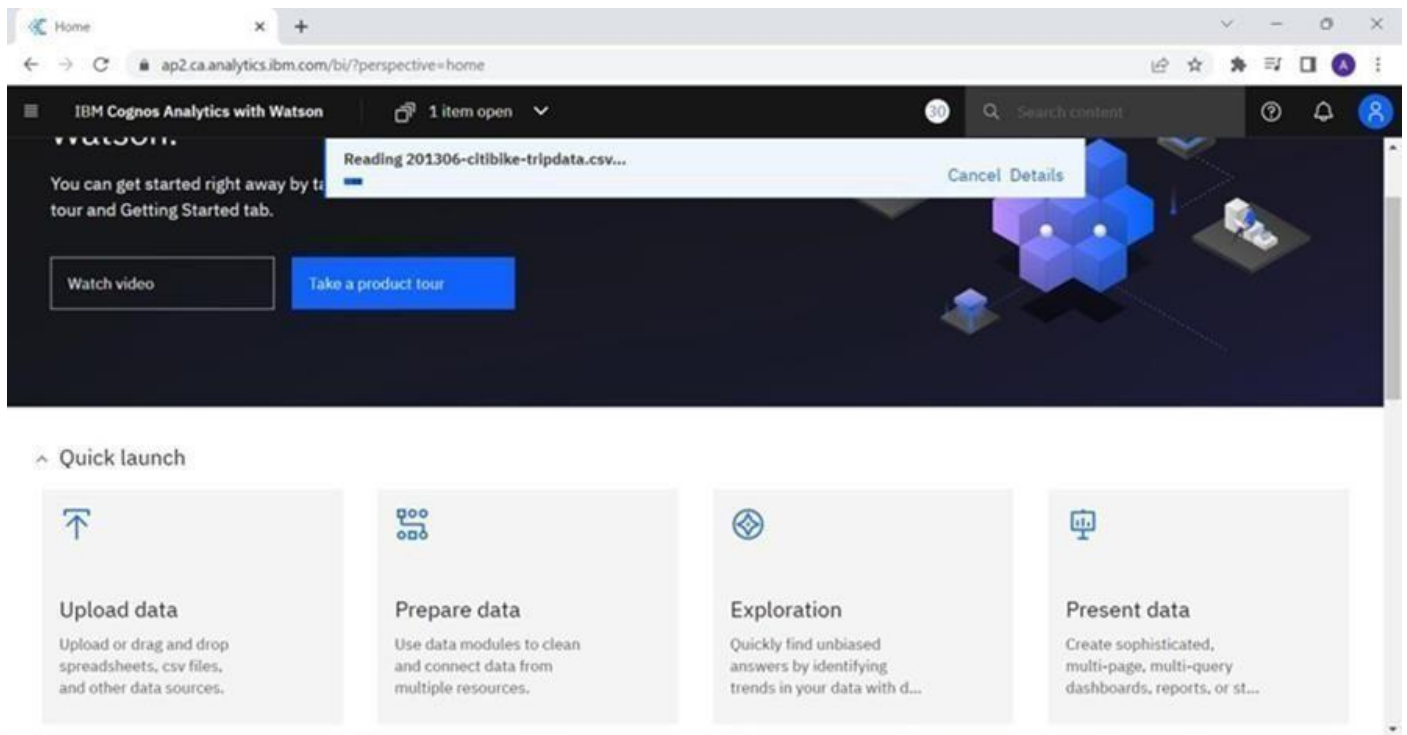 Home
ap2.ca.analytics.ibm.com/bi/?perspective=home
A
IBM Cognos Analytics with Watson
1 item open
30
Search content
Watson.
Reading 201306-citibike-tripdata.csv...
Cancel Details
You can get started right away by ta
tour and Getting Started tab.
Watch video
Take a product tour
Quick launch
Upload data
Upload or drag and drop
spreadsheets, csv files,
and other data sources.
Prepare data
Use data modules to clean
and connect data from
multiple resources.
Exploration
Quickly find unbiased
answers by identifying
trends in your data with d...
Present data
Create sophisticated,
multi-page, multi-query
dashboards, reports, or st...